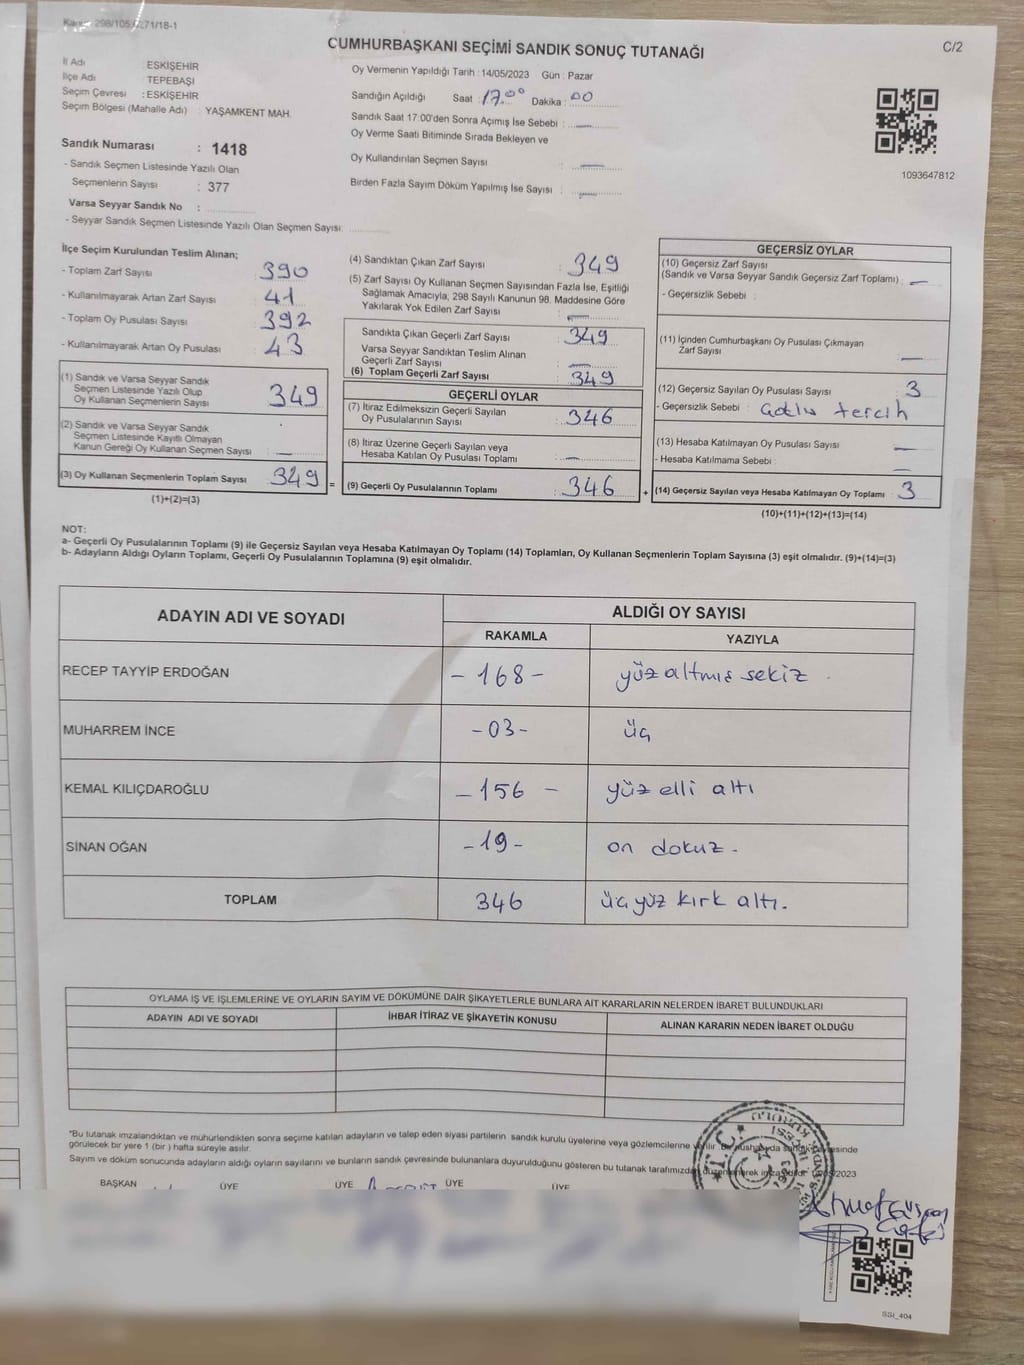 Kanun 298/105,6271/18-1
C/2
CUMHURBAŞKANI SEÇİMİ SANDIK SONUÇ TUTANAĞI
İl Adı : ESKİŞEHİR
İlçe Adı : TEPEBAŞI
Seçim Çevresi : ESKİŞEHİR
Seçim Bölgesi (Mahalle Adı) : YAŞAMKENT MAH.
Sandık Numarası : 1418
- Sandık Seçmen Listesinde Yazılı Olan
Seçmenlerin Sayısı : 377
Varsa Seyyar Sandık No :
- Seyyar Sandık Seçmen Listesinde Yazılı Olan Seçmen Sayısı:
Oy Vermenin Yapıldığı Tarih : 14/05/2023 Gün : Pazar
Sandığın Açıldığı Saat : 17.00 Dakika : 00
Sandık Saat 17:00'den Sonra Açımış İse Sebebi : —
Oy Verme Saati Bitiminde Sırada Bekleyen ve
Oy Kullandırılan Seçmen Sayısı : —
Birden Fazla Sayım Döküm Yapılmış İse Sayısı : —
1093647812
İlçe Seçim Kurulundan Teslim Alınan;
- Toplam Zarf Sayısı : 390
- Kullanılmayarak Artan Zarf Sayısı : 41
- Toplam Oy Pusulası Sayısı : 392
- Kullanılmayarak Artan Oy Pusulası : 43
(1) Sandık ve Varsa Seyyar Sandık
Seçmen Listesinde Yazılı Olup
Oy Kullanan Seçmenlerin Sayısı : 349
(2) Sandık ve Varsa Seyyar Sandık
Seçmen Listesinde Kayıtlı Olmayan
Kanun Gereği Oy Kullanan Seçmen Sayısı : —
(3) Oy Kullanan Seçmenlerin Toplam Sayısı : 349 =
(1)+(2)=(3)
(4) Sandıktan Çıkan Zarf Sayısı : 349
(5) Zarf Sayısı Oy Kullanan Seçmen Sayısından Fazla İse, Eşitliği
Sağlamak Amacıyla, 298 Sayılı Kanunun 98. Maddesine Göre
Yakılarak Yok Edilen Zarf Sayısı : —
Sandıkta Çıkan Geçerli Zarf Sayısı : 349
Varsa Seyyar Sandıktan Teslim Alınan
Geçerli Zarf Sayısı : —
(6) Toplam Geçerli Zarf Sayısı : 349
GEÇERLİ OYLAR
(7) İtiraz Edilmeksizin Geçerli Sayılan
Oy Pusulalarının Sayısı : 346
(8) İtiraz Üzerine Geçerli Sayılan veya
Hesaba Katılan Oy Pusulası Toplamı : —
(9) Geçerli Oy Pusulalarının Toplamı : 346 +
GEÇERSİZ OYLAR
(10) Geçersiz Zarf Sayısı
(Sandık ve Varsa Seyyar Sandık Geçersiz Zarf Toplamı) : —
- Geçersizlik Sebebi :
(11) İçinden Cumhurbaşkanı Oy Pusulası Çıkmayan
Zarf Sayısı : —
(12) Geçersiz Sayılan Oy Pusulası Sayısı : 3
- Geçersizlik Sebebi : Çoklu tercih
(13) Hesaba Katılmayan Oy Pusulası Sayısı : —
- Hesaba Katılmama Sebebi : —
(14) Geçersiz Sayılan veya Hesaba Katılmayan Oy Toplamı : 3
(10)+(11)+(12)+(13)=(14)
NOT:
a- Geçerli Oy Pusulalarının Toplamı (9) ile Geçersiz Sayılan veya Hesaba Katılmayan Oy Toplamı (14) Toplamları, Oy Kullanan Seçmenlerin Toplam Sayısına (3) eşit olmalıdır. (9)+(14)=(3)
b- Adayların Aldığı Oyların Toplamı, Geçerli Oy Pusulalarının Toplamına (9) eşit olmalıdır.
ADAYIN ADI VE SOYADI ALDIĞI OY SAYISI
RAKAMLA YAZIYLA
RECEP TAYYİP ERDOĞAN - 168 - yüz altmış sekiz
MUHARREM İNCE - 03 - üç
KEMAL KILIÇDAROĞLU - 156 - yüz elli altı
SİNAN OĞAN - 19 - on dokuz.
TOPLAM 346 üçyüz kırk altı.
OYLAMA İŞ VE İŞLEMLERİNE VE OYLARIN SAYIM VE DÖKÜMÜNE DAİR ŞİKAYETLERLE BUNLARA AİT KARARLARIN NELERDEN İBARET BULUNDUKLARI
ADAYIN ADI VE SOYADI İHBAR İTİRAZ VE ŞİKAYETİN KONUSU ALINAN KARARIN NEDEN İBARET OLDUĞU
*Bu tutanak imzalandıktan ve mühürlendikten sonra seçime katılan adayların ve talep eden siyasi partilerin sandık kurulu üyelerine veya gözlemcilerine
görülecek bir yere 1 (bir ) hafta süreyle asılır.
Sayım ve döküm sonucunda adayların aldığı oyların sayılarını ve bunların sandık çevresinde bulunanlara duyurulduğunu gösteren bu tutanak tarafımızdan
BAŞKAN ÜYE ÜYE ÜYE ÜYE
T.C.
SSI_404